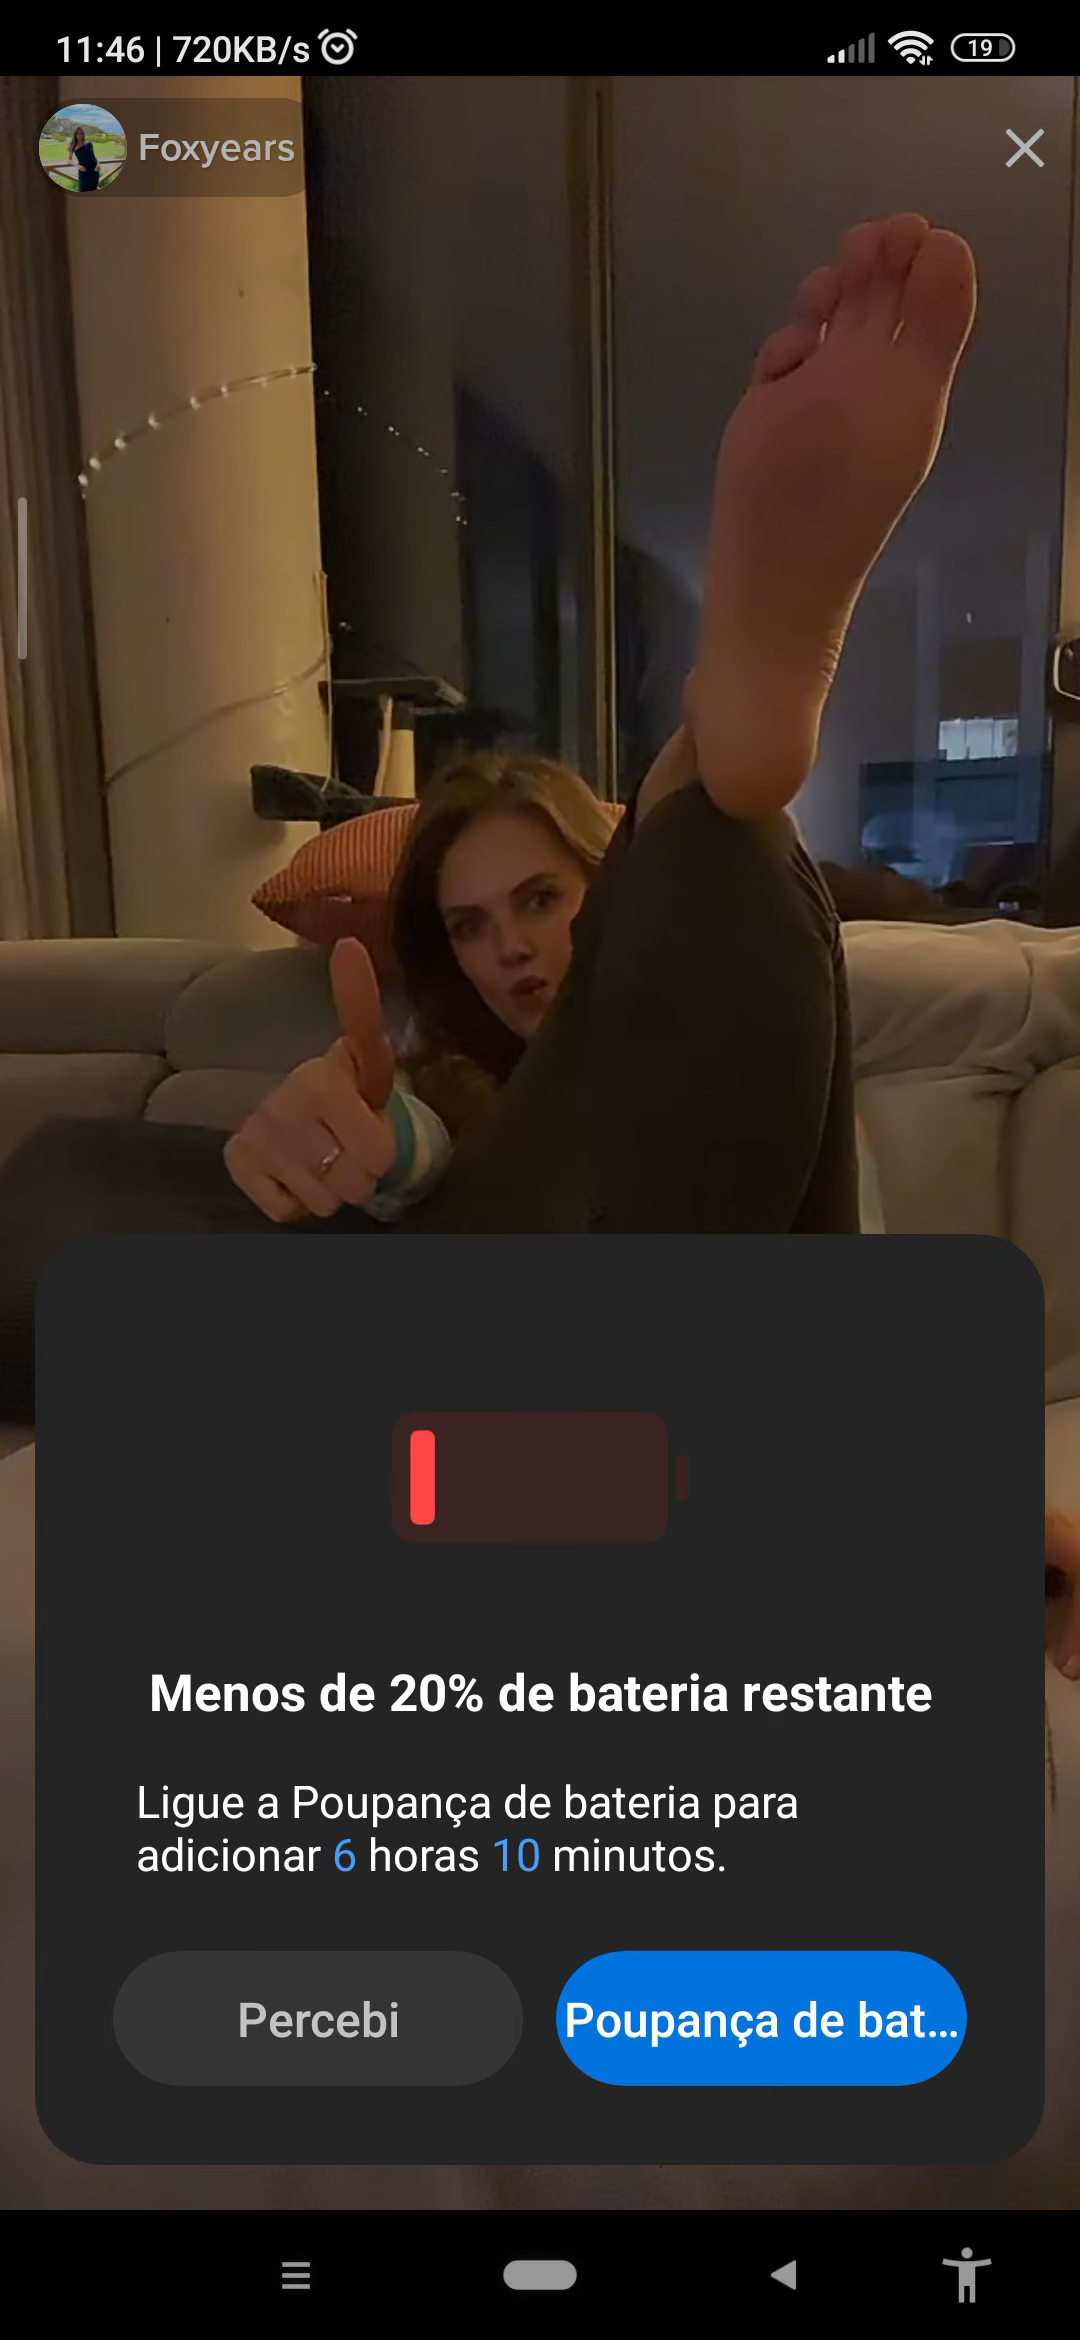 11:46 | 720KB/s
19
Foxyears
Menos de 20% de bateria restante
Ligue a Poupança de bateria para
adicionar 6 horas 10 minutos.
Percebi
Poupança de bat...